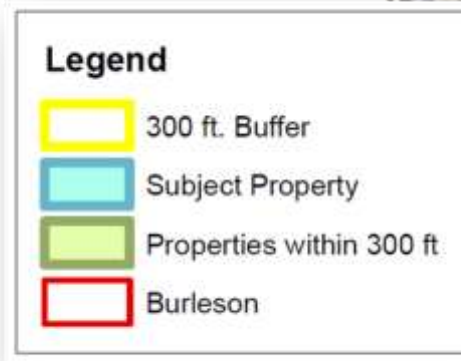 Legend
300 ft. Buffer
Subject Property
Properties within 300 ft
Burleson